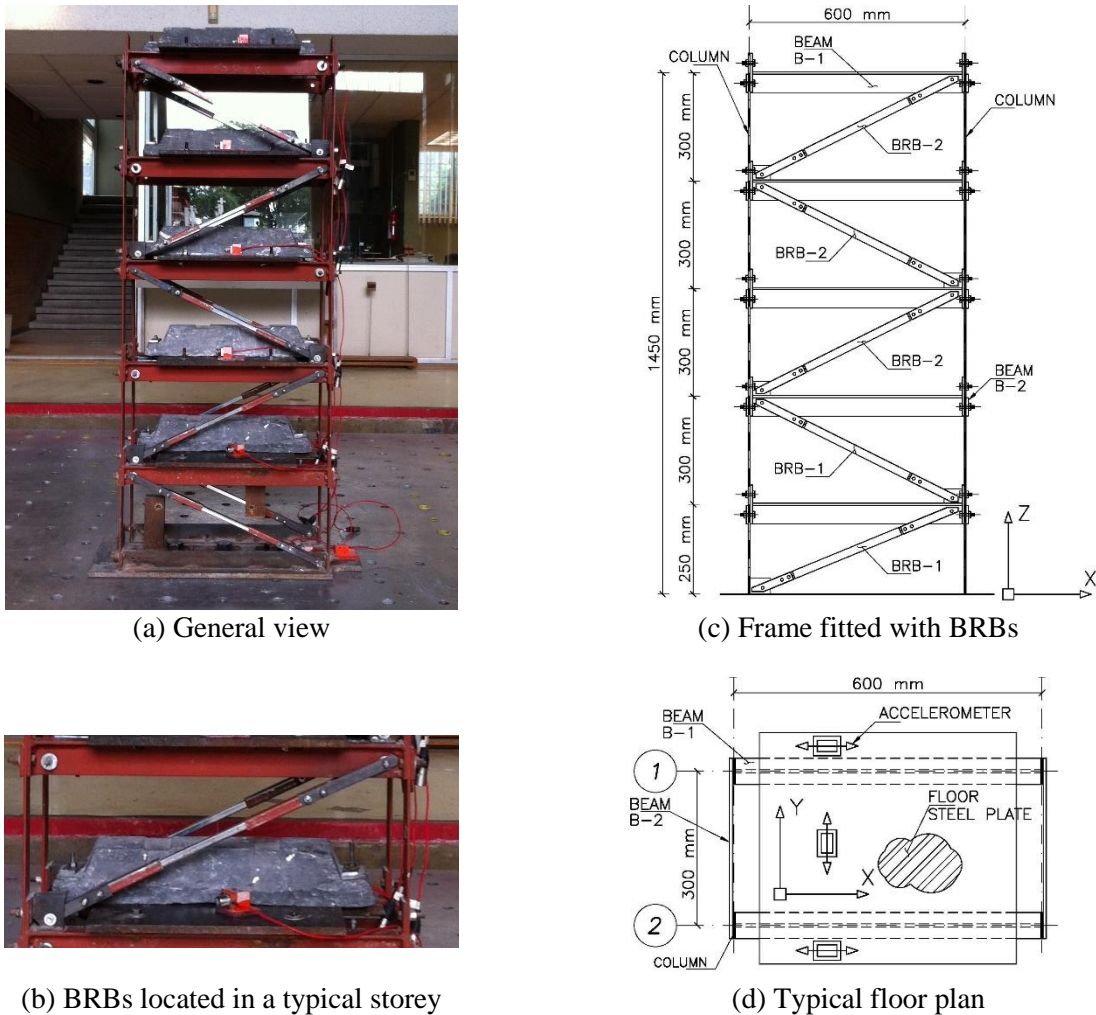 (a) General view
600 mm
BEAM
B-1
COLUMN
COLUMN
300 mm
BRB-2
300 mm
BRB-2
1450 mm
300 mm
BRB-2
BEAM
B-2
300 mm
BRB-1
Z
250 mm
BRB-1
X
(c) Frame fitted with BRBs
(b) BRBs located in a typical storey
600 mm
BEAM
B-1
ACCELEROMETER
1
BEAM
B-2
Y
FLOOR
STEEL PLATE
300 mm
X
2
COLUMN
(d) Typical floor plan